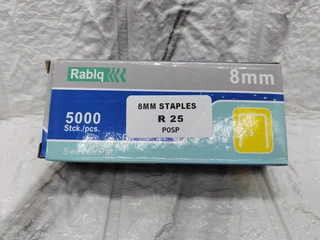 Rablq
8mm
5000
Stck./pcs.
8MM STAPLES
R 25
POSP